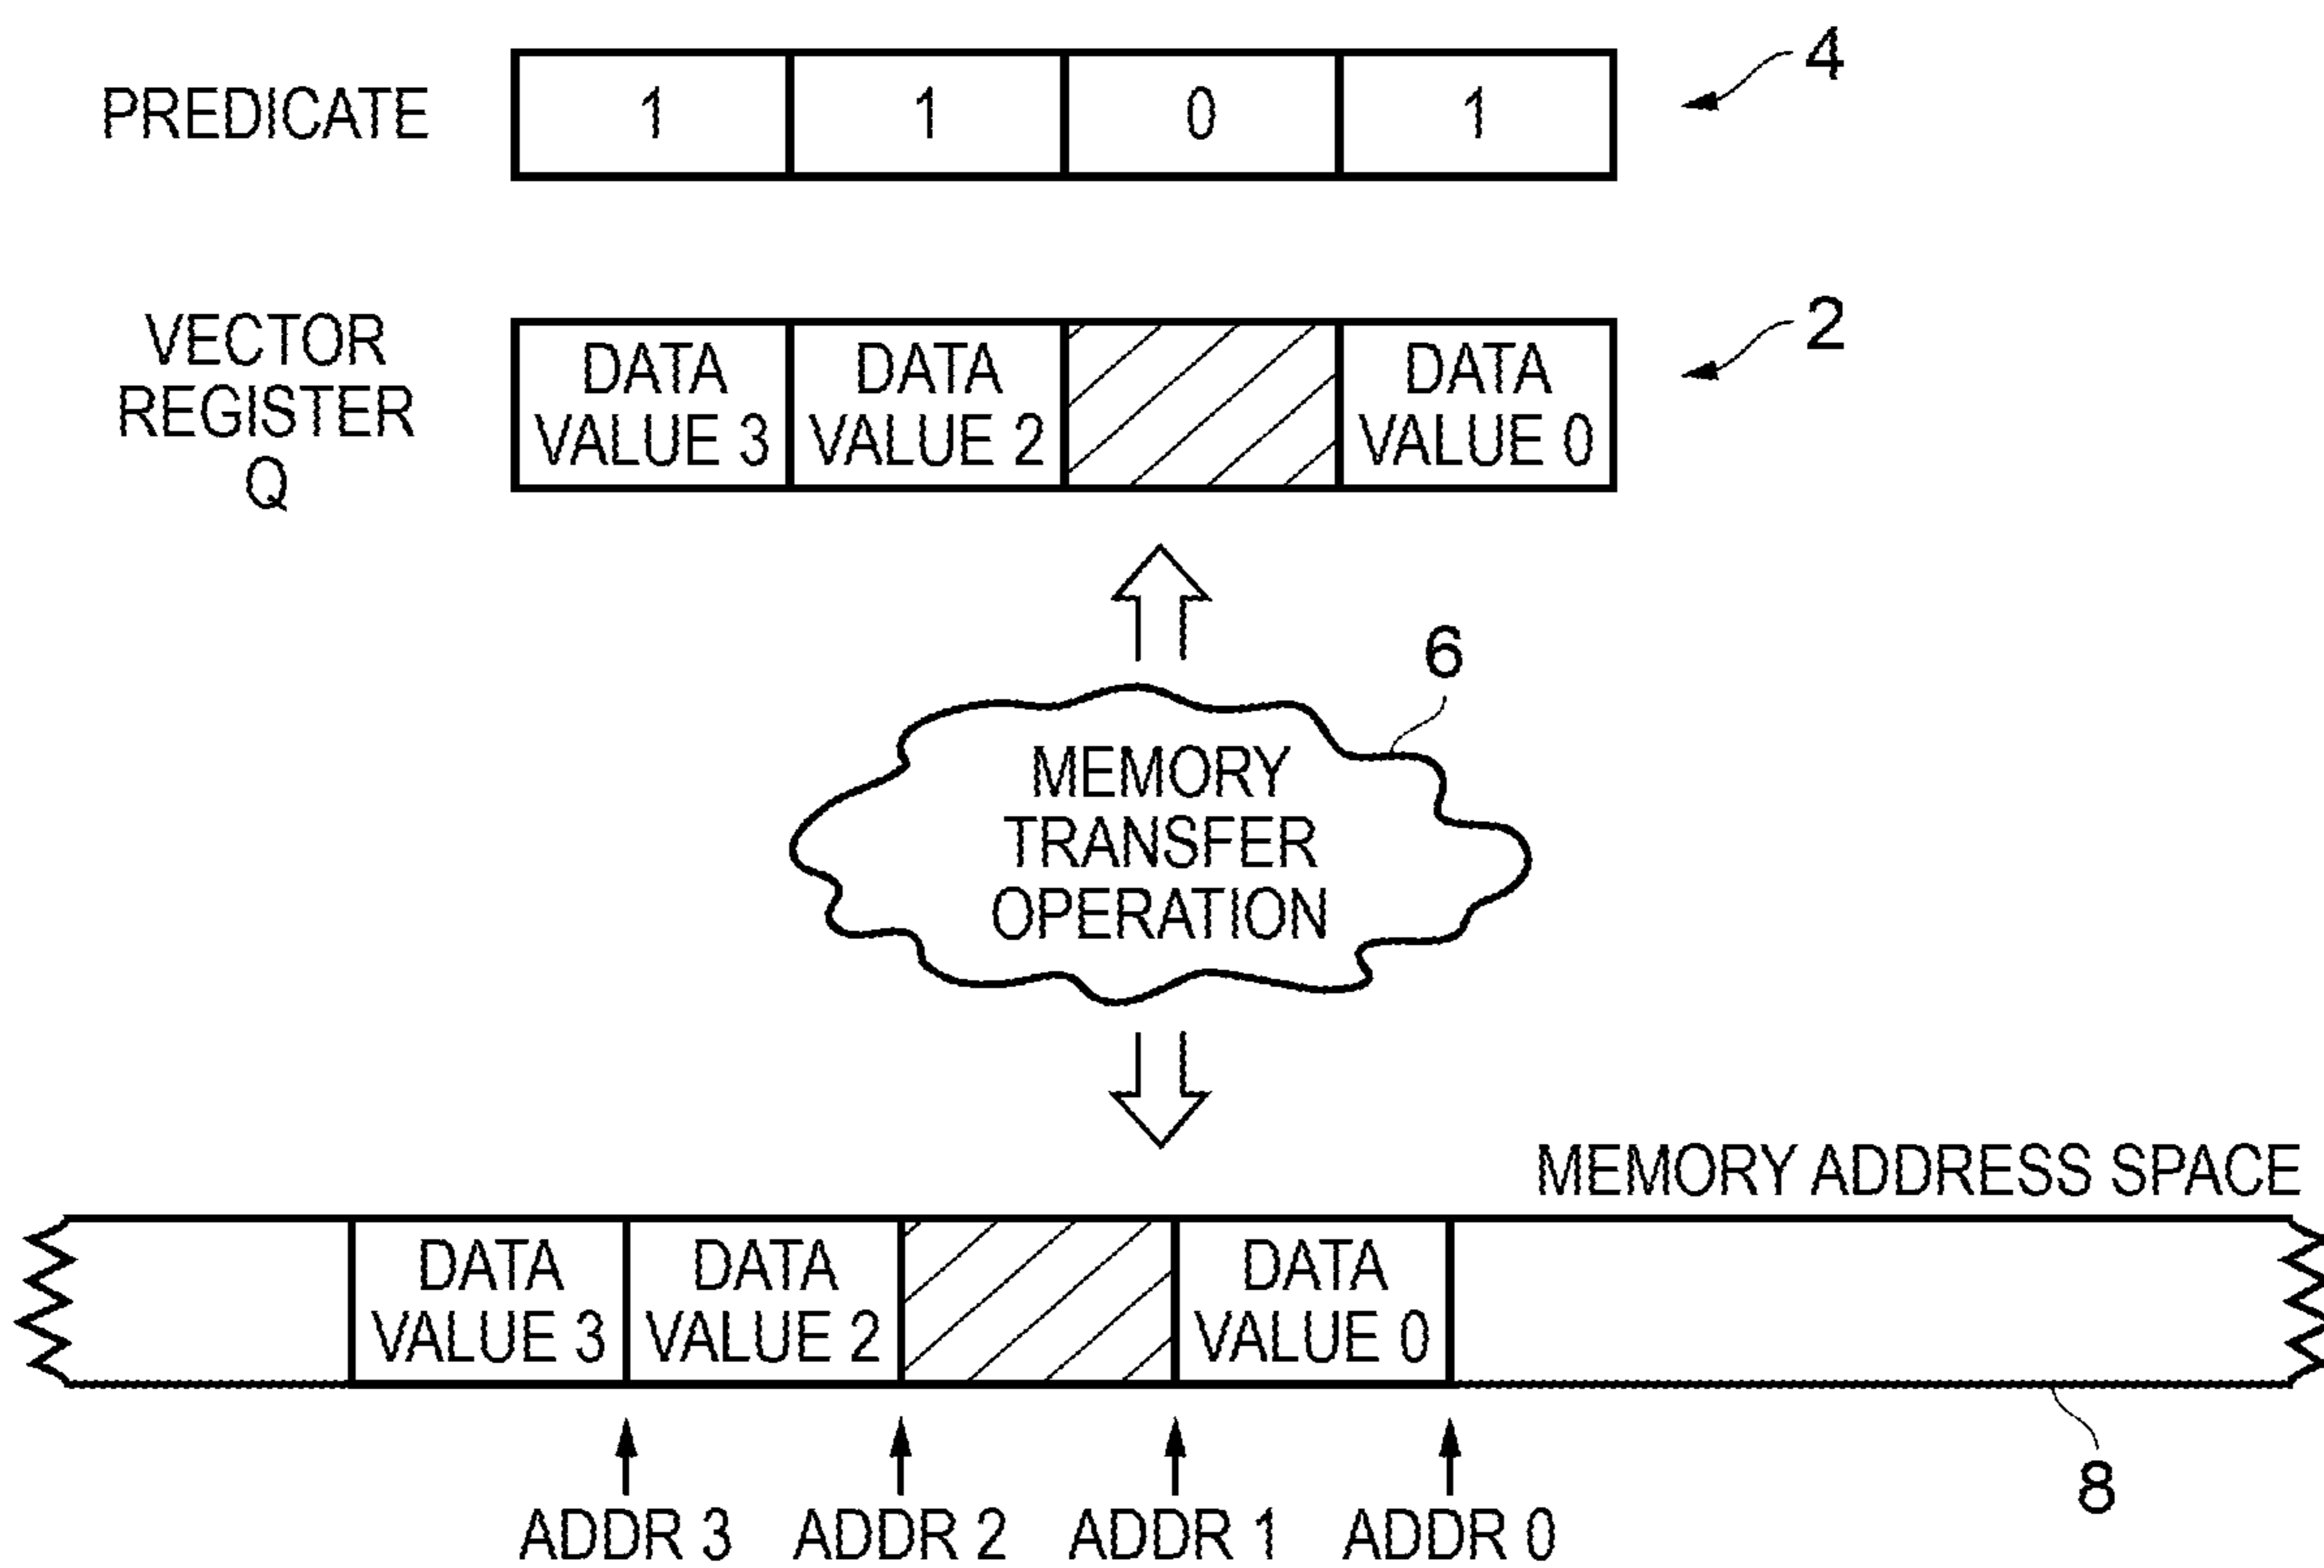 PREDICATE 1 1 0 1 4
VECTOR
REGISTER
Q
DATA
VALUE 3
DATA
VALUE 2
DATA
VALUE 0
2
6
MEMORY
TRANSFER
OPERATION
MEMORY ADDRESS SPACE
DATA
VALUE 3
DATA
VALUE 2
DATA
VALUE 0
8
ADDR 3 ADDR 2 ADDR 1 ADDR 0